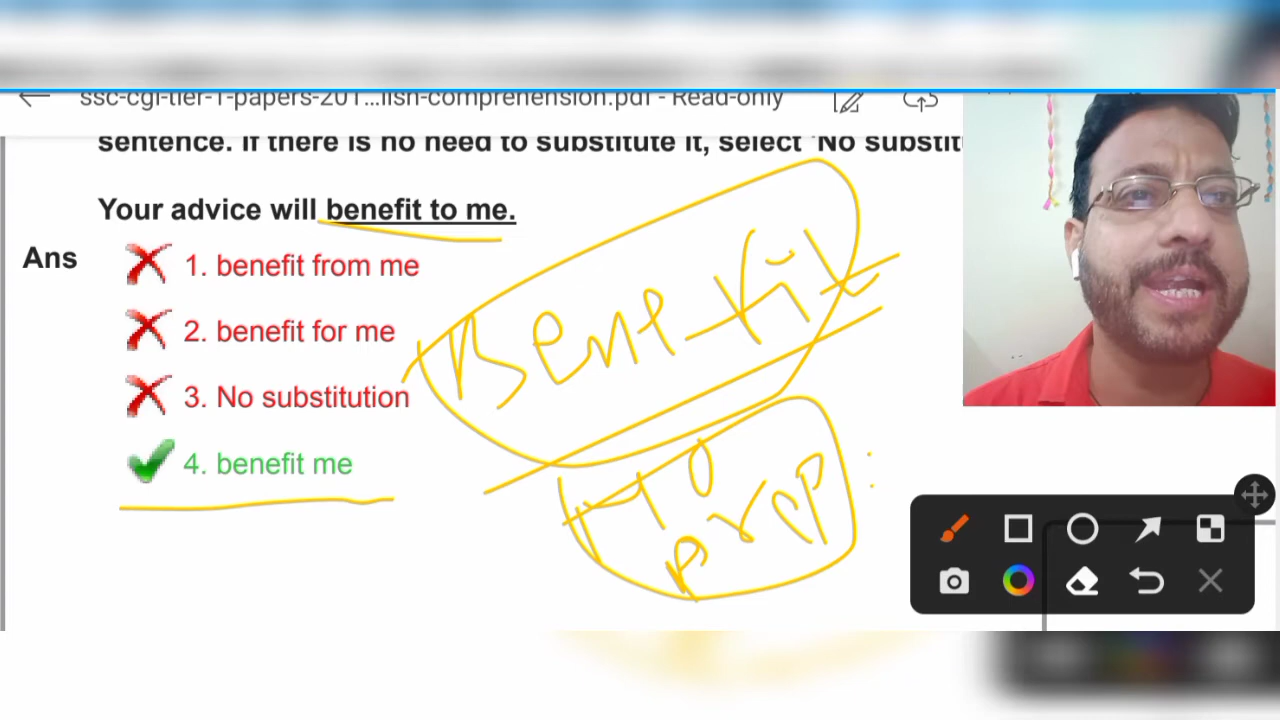 ssc-cgl-tier-1-papers-201...lish-comprehension.pdf - Read-only
sentence. If there is no need to substitute it, select 'No substit
Your advice will benefit to me.
Ans
1. benefit from me
2. benefit for me
3. No substitution
4. benefit me
Benefit
NO
prep